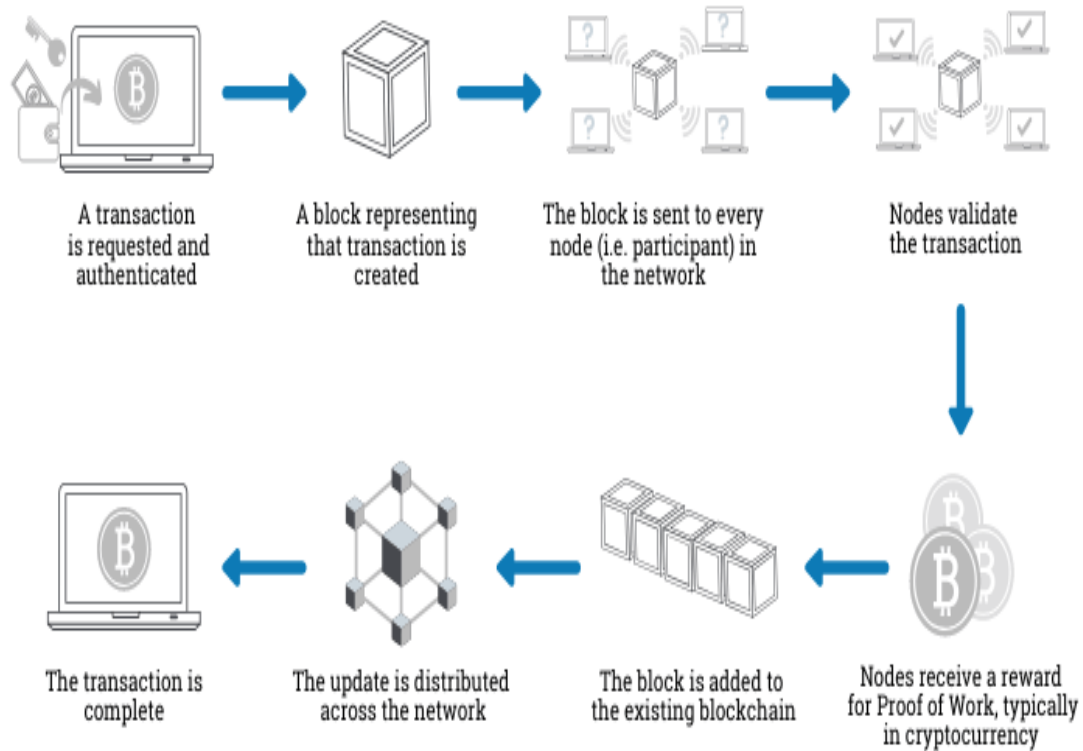 A transaction
is requested and
authenticated
A block representing
that transaction is
created
The block is sent to every
node (i.e. participant) in
the network
Nodes validate
the transaction
The transaction is
complete
The update is distributed
across the network
The block is added to
the existing blockchain
Nodes receive a reward
for Proof of Work, typically
in cryptocurrency